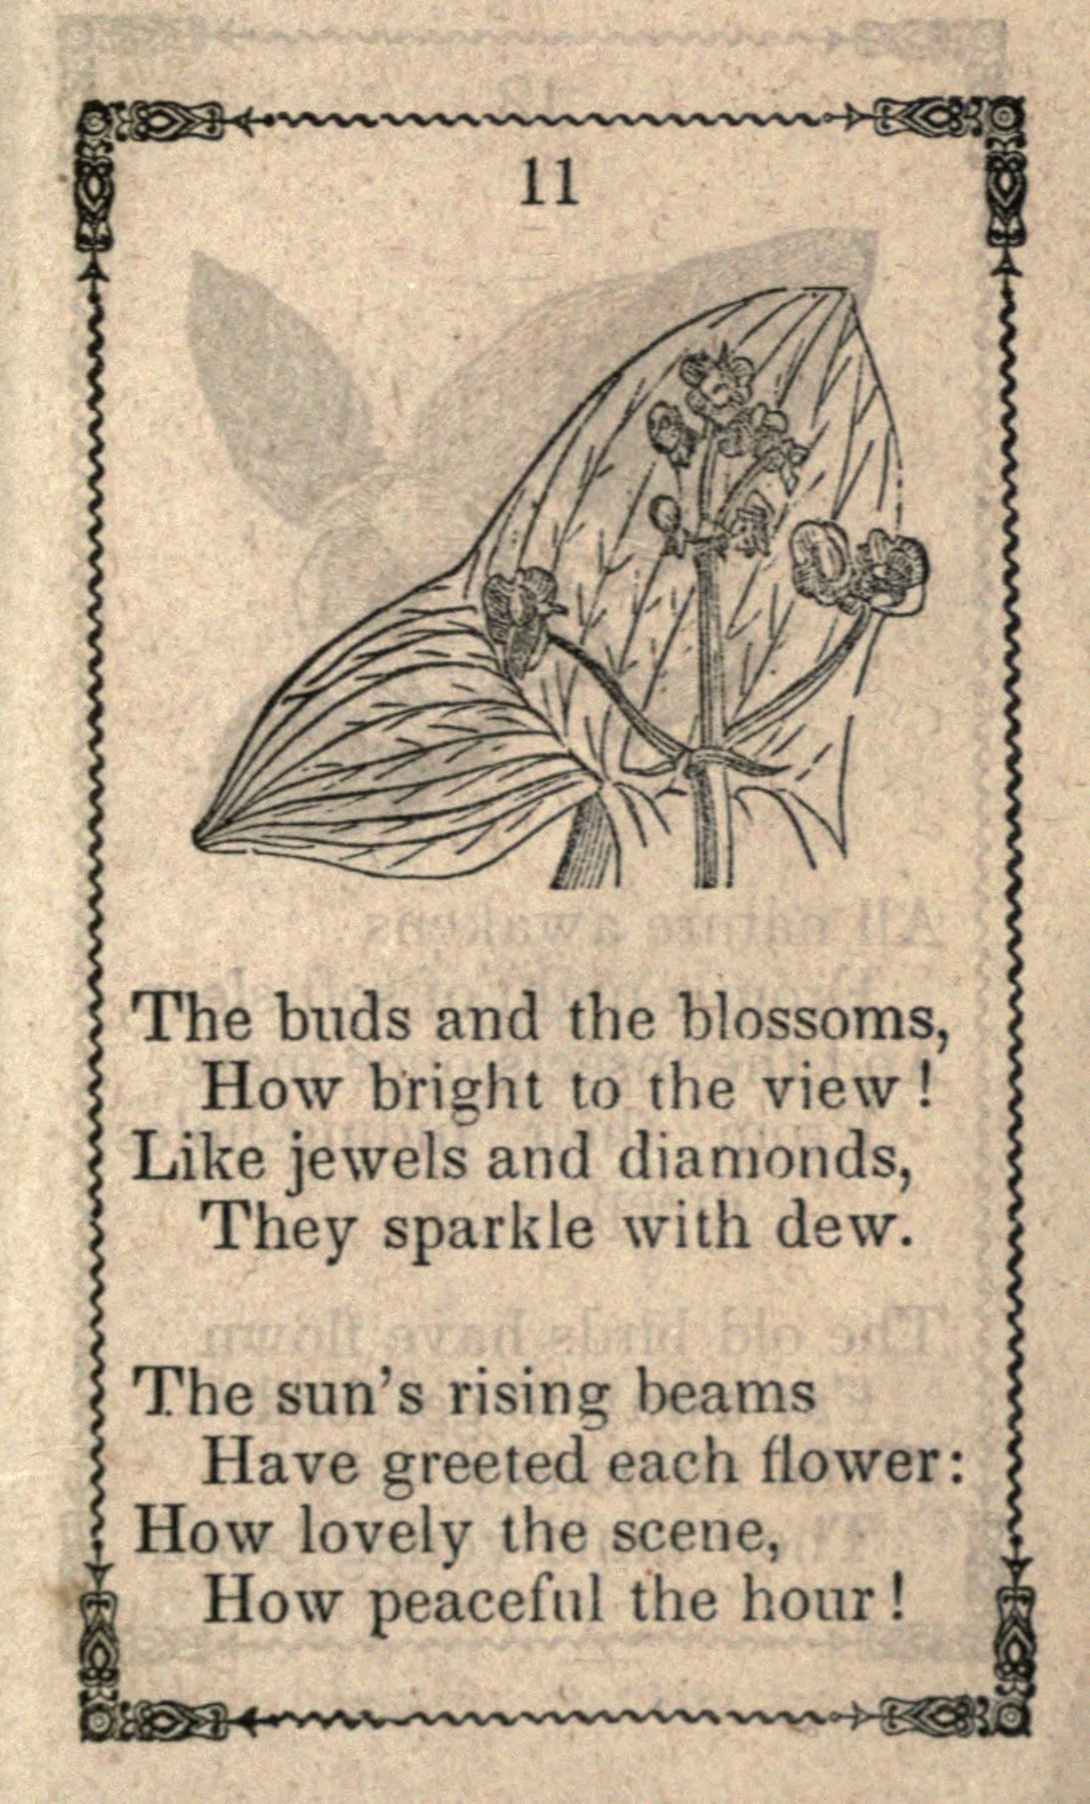 11
The buds and the blossoms,
How bright to the view!
Like jewels and diamonds,
They sparkle with dew.
The sun's rising beams
Have greeted each flower:
How lovely the scene,
How peaceful the hour!